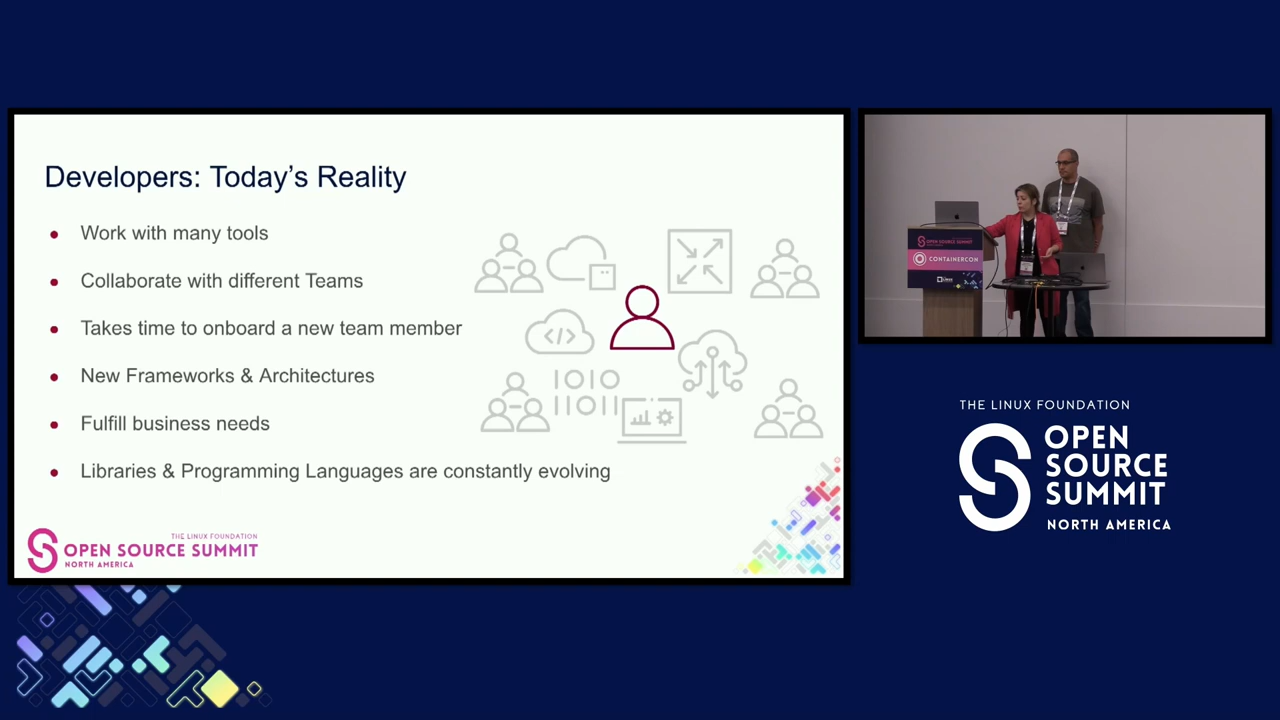 Developers: Today's Reality
Work with many tools
Collaborate with different Teams
Takes time to onboard a new team member
New Frameworks & Architectures
Fulfill business needs
Libraries & Programming Languages are constantly evolving
</>
1010
11011
THE LINUX FOUNDATION
OPEN SOURCE SUMMIT
NORTH AMERICA
OPEN SOURCE SUMMIT
CONTAINERCON
THE LINUX FOUNDATION
OPEN
SOURCE
SUMMIT
NORTH AMERICA